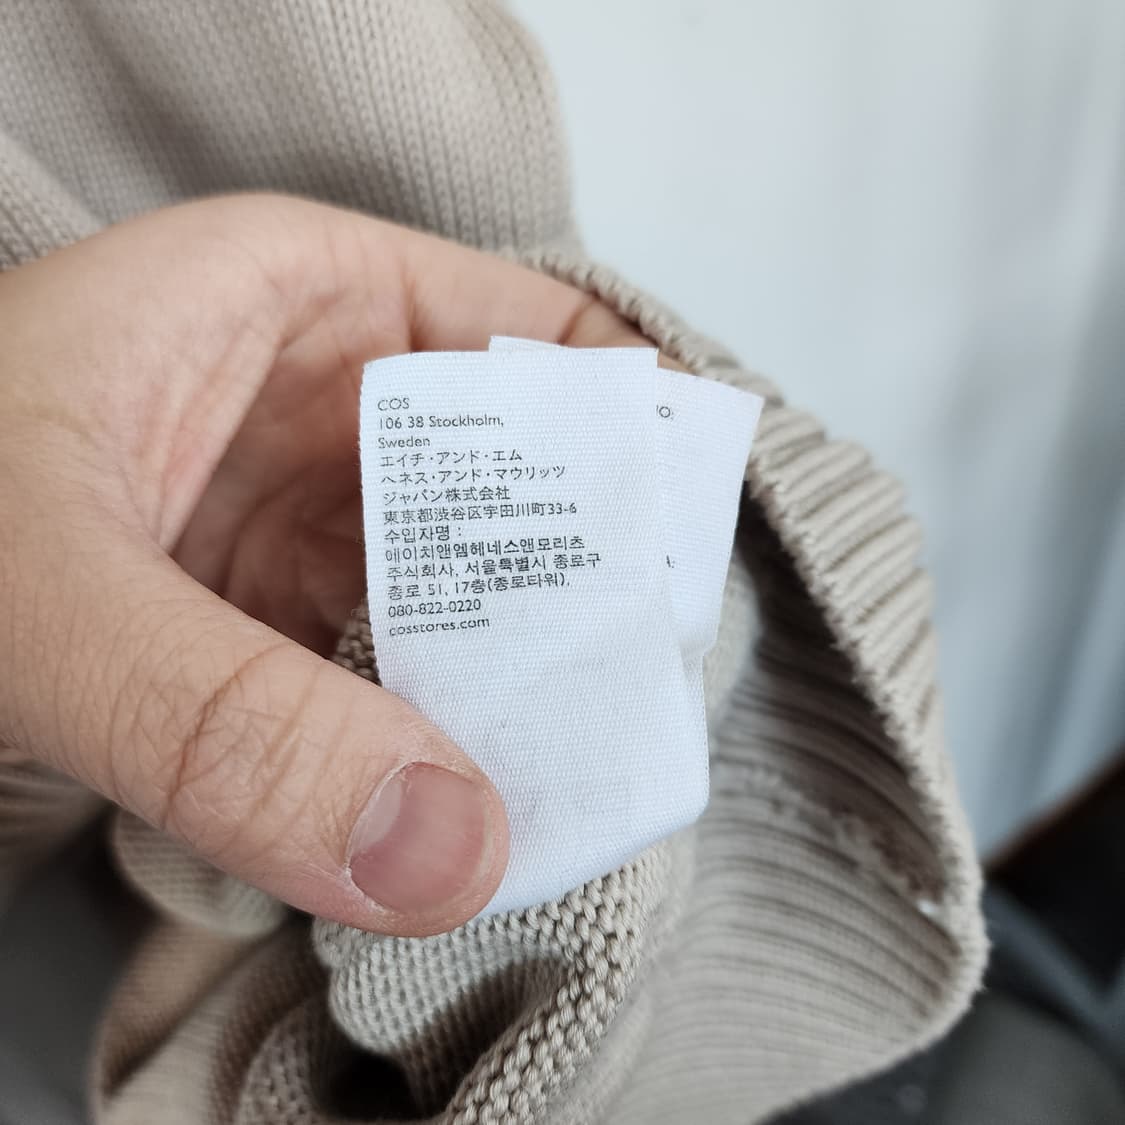 COS
106 38 Stockholm,
Sweden
エイチ・アンド・エム
ヘネス・アンド・マウリッツ
ジャパン株式会社
東京都渋谷区宇田川町33-6
수입자명 :
에이치앤엠헤네스앤모리츠
주식회사, 서울특별시 종로구
종로 51, 17층(종로타워),
080-822-0220
cosstores.com